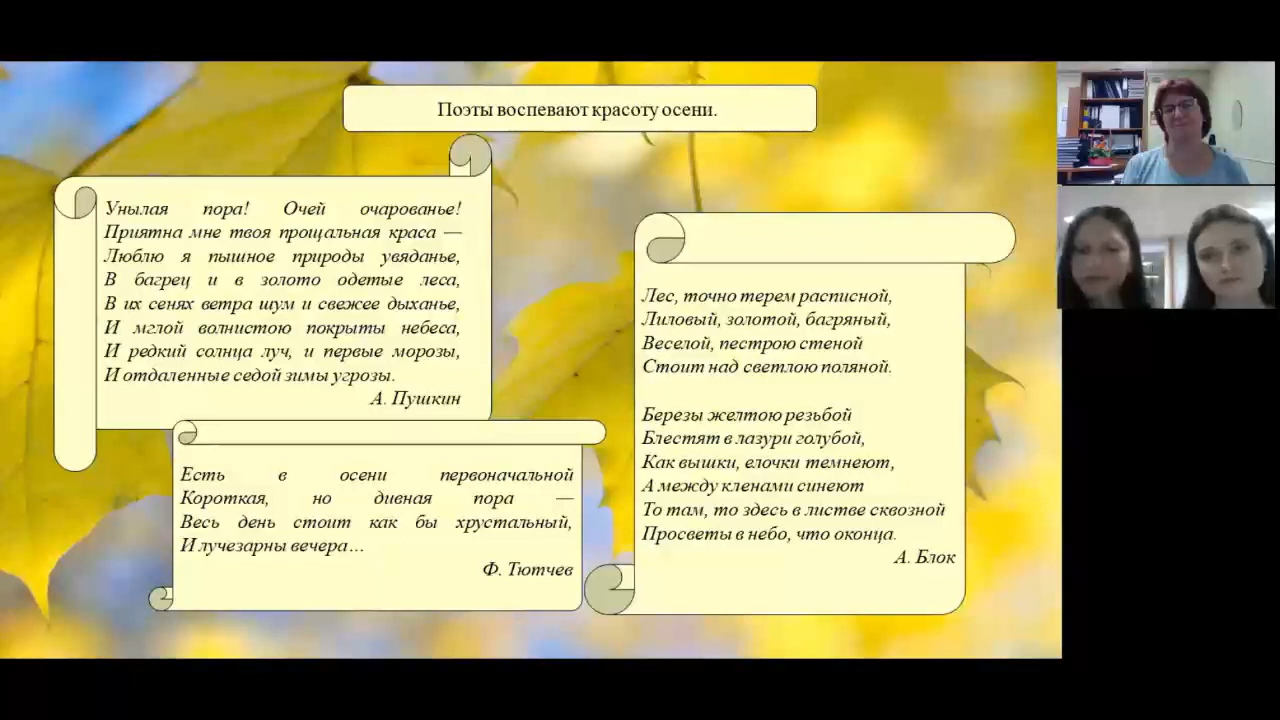 Поэты воспевают красоту осени.
Унылая пора! Очей очарованье!
Приятна мне твоя прощальная краса —
Люблю я пышное природы увяданье,
В багрец и в золото одетые леса,
В их сенях ветра шум и свежее дыханье,
И мглой волнистою покрыты небеса,
И редкий солнца луч, и первые морозы,
И отдаленные седой зимы угрозы.
А. Пушкин
Есть в осени первоначальной
Короткая, но дивная пора —
Весь день стоит как бы хрустальный,
И лучезарны вечера…
Ф. Тютчев
Лес, точно терем расписной,
Лиловый, золотой, багряный,
Веселой, пестрою стеной
Стоит над светлою поляной.
Березы желтою резьбой
Блестят в лазури голубой,
Как вышки, елочки темнеют,
А между кленами синеют
То там, то здесь в листве сквозной
Просветы в небо, что оконца.
А. Блок